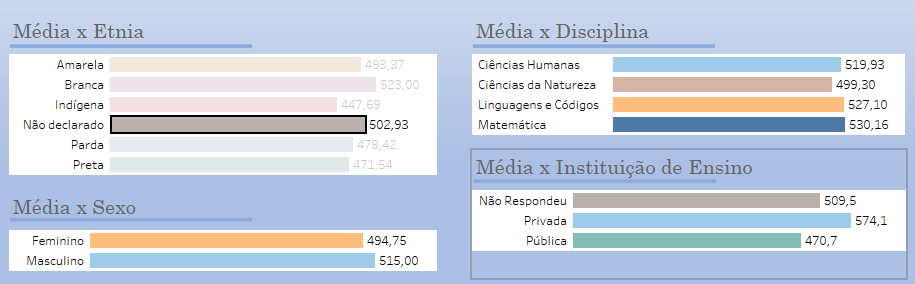 Média x Etnia
Amarela 493,37
Branca 523,00
Indígena 447,69
Não declarado 502,93
Parda 478,42
Preta 471,54
Média x Sexo
Feminino 494,75
Masculino 515,00
Média x Disciplina
Ciências Humanas 519,93
Ciências da Natureza 499,30
Linguagens e Códigos 527,10
Matemática 530,16
Média x Instituição de Ensino
Não Respondeu 509,5
Privada 574,1
Pública 470,7